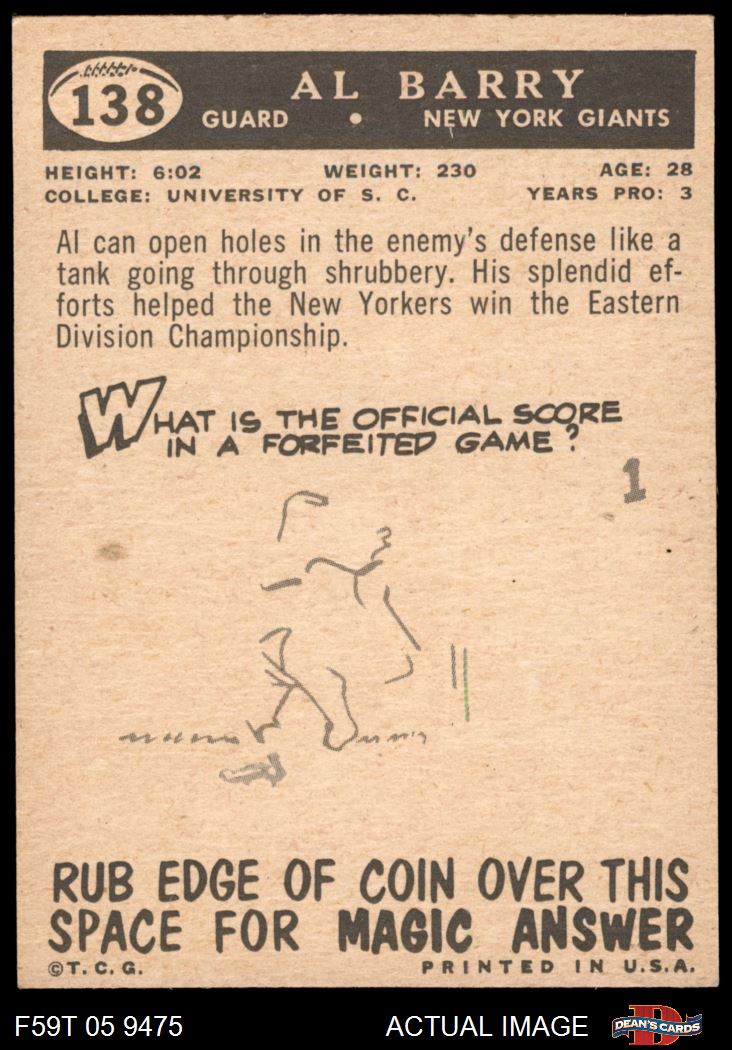 138
AL BARRY
GUARD • NEW YORK GIANTS
HEIGHT: 6:02 WEIGHT: 230 AGE: 28
COLLEGE: UNIVERSITY OF S. C. YEARS PRO: 3
Al can open holes in the enemy's defense like a
tank going through shrubbery. His splendid ef-
forts helped the New Yorkers win the Eastern
Division Championship.
WHAT IS THE OFFICIAL SCORE
IN A FORFEITED GAME?
1
RUB EDGE OF COIN OVER THIS
SPACE FOR MAGIC ANSWER
©T. C. G. PRINTED IN U.S.A.
F59T 05 9475 ACTUAL IMAGE D DEAN'S CARDS